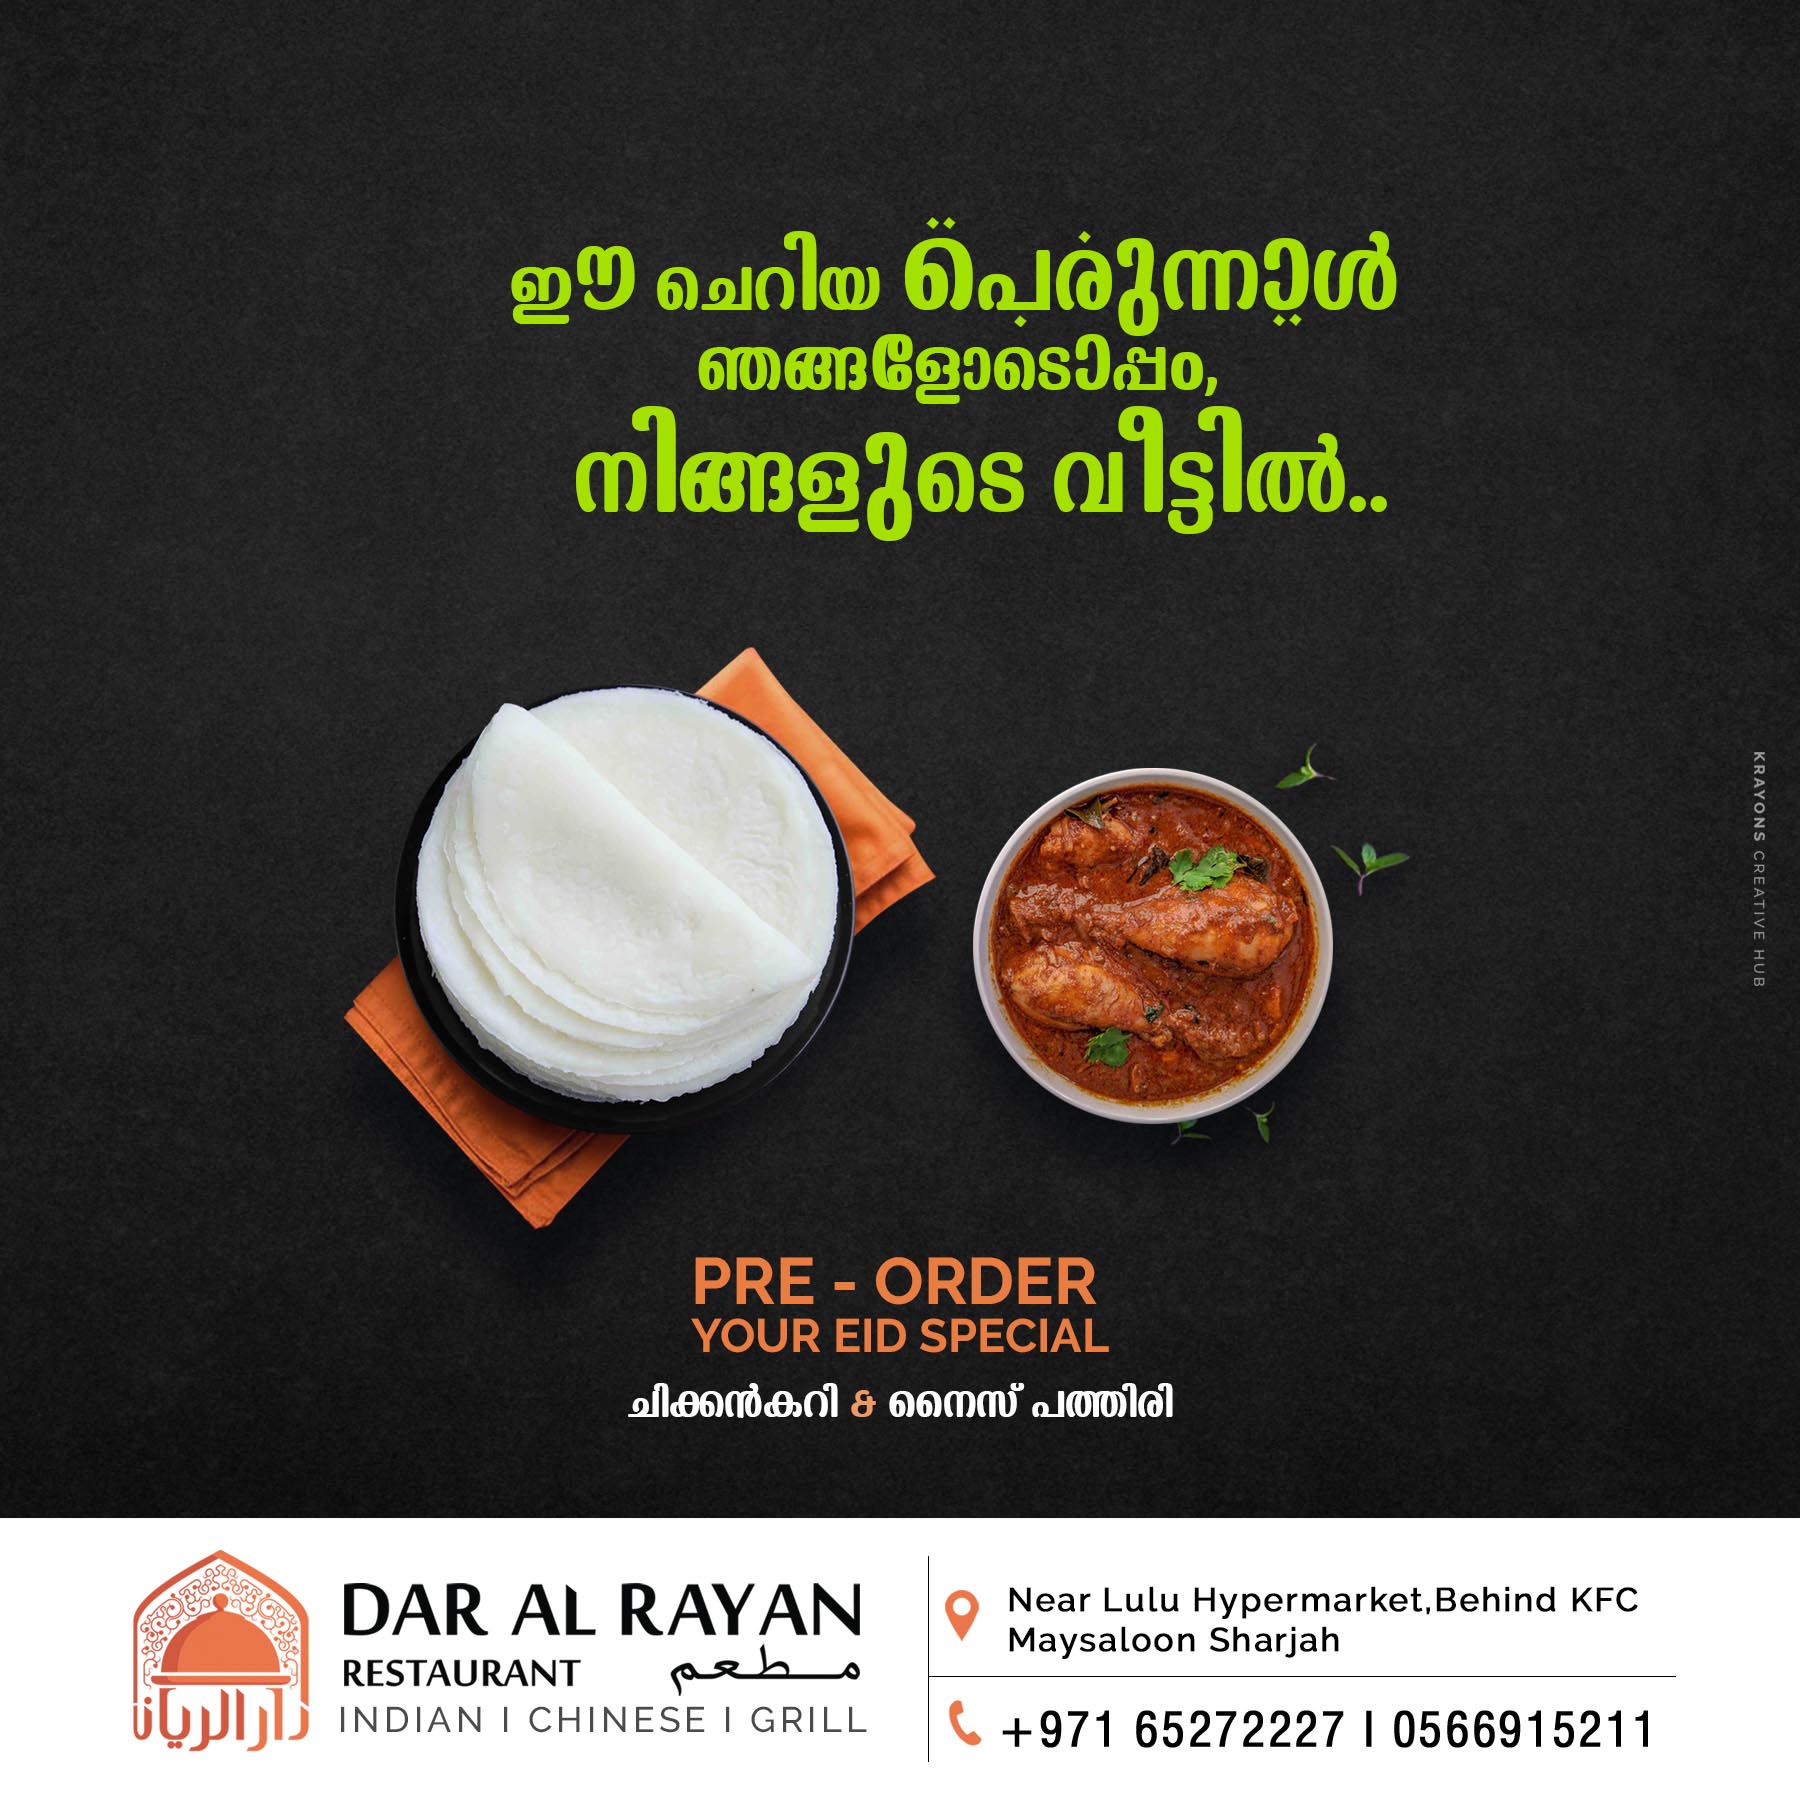 ഈ ചെറിയ പെരുന്നാൾ
ഞങ്ങളോടൊപ്പം,
നിങ്ങളുടെ വീട്ടിൽ..
KRAYONS CREATIVE HUB
PRE - ORDER
YOUR EID SPECIAL
ചിക്കൻകറി & നൈസ് പത്തിരി
دار الريان
DAR AL RAYAN
RESTAURANT مطعم
INDIAN I CHINESE I GRILL
Near Lulu Hypermarket,Behind KFC
Maysaloon Sharjah
+971 65272227 I 0566915211